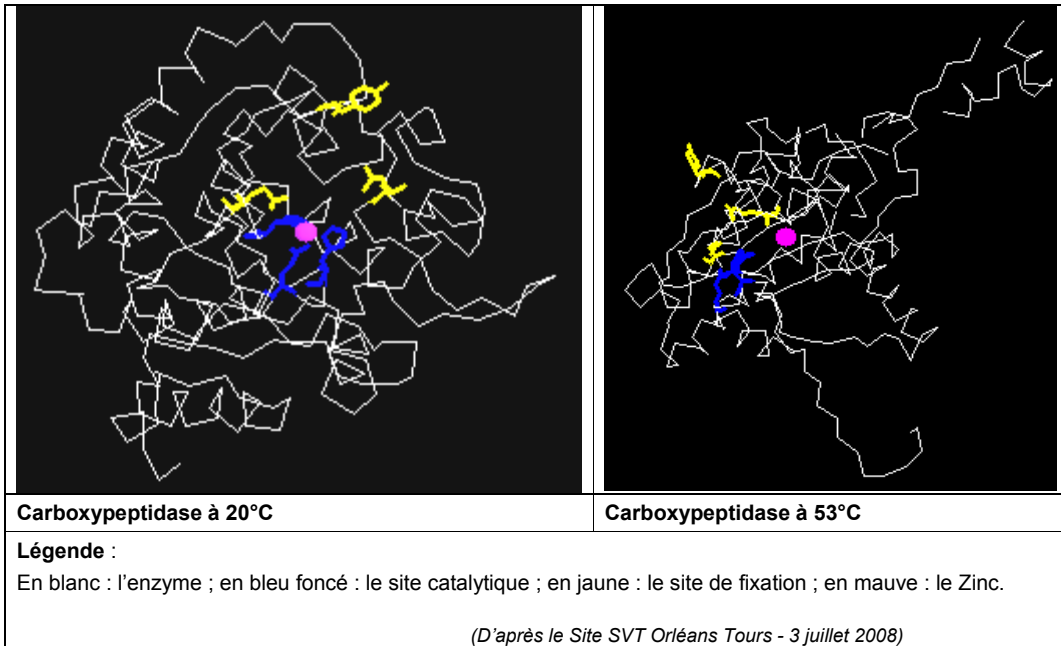 Carboxypeptidase à 20°C
Carboxypeptidase à 53°C
Légende :
En blanc : l'enzyme ; en bleu foncé : le site catalytique ; en jaune : le site de fixation ; en mauve : le Zinc.
(D'après le Site SVT Orléans Tours - 3 juillet 2008)